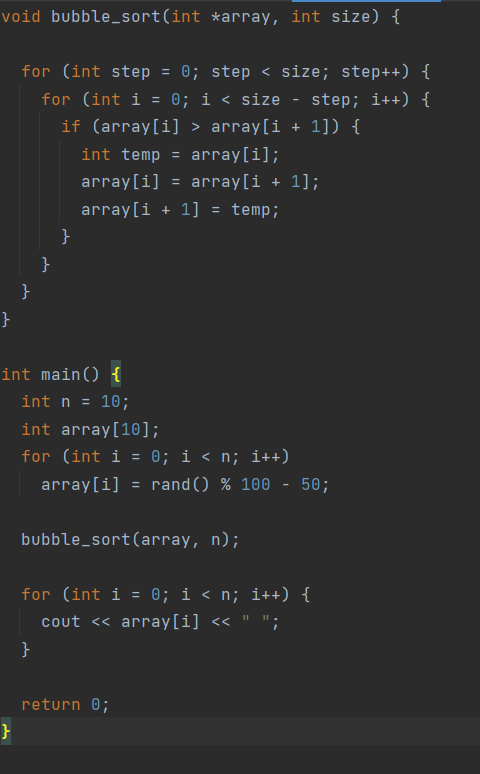 void bubble_sort(int *array, int size) {
  for (int step = 0; step < size; step++) {
    for (int i = 0; i < size - step; i++) {
      if (array[i] > array[i + 1]) {
        int temp = array[i];
        array[i] = array[i + 1];
        array[i + 1] = temp;
      }
    }
  }
}
int main() {
  int n = 10;
  int array[10];
  for (int i = 0; i < n; i++)
    array[i] = rand() % 100 - 50;
  bubble_sort(array, n);
  for (int i = 0; i < n; i++) {
    cout << array[i] << " ";
  }
  return 0;
}